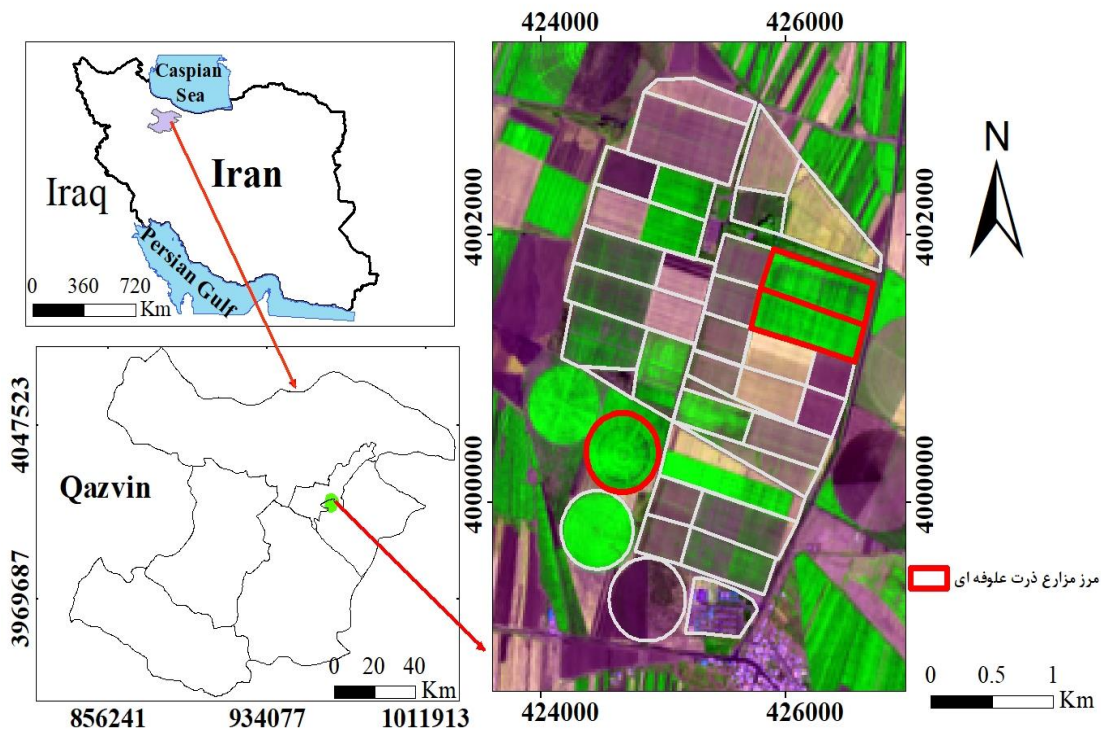 Caspian
Sea
Iran
Iraq
Persian Gulf
0 360 720
Km
4047523
3969687
Qazvin
0 20 40
Km
856241 934077 1011913
424000 426000
4002000 4002000
4000000 4000000
424000 426000
N
مرز مزارع ذرت علوفه ای
0 0.5 1
Km